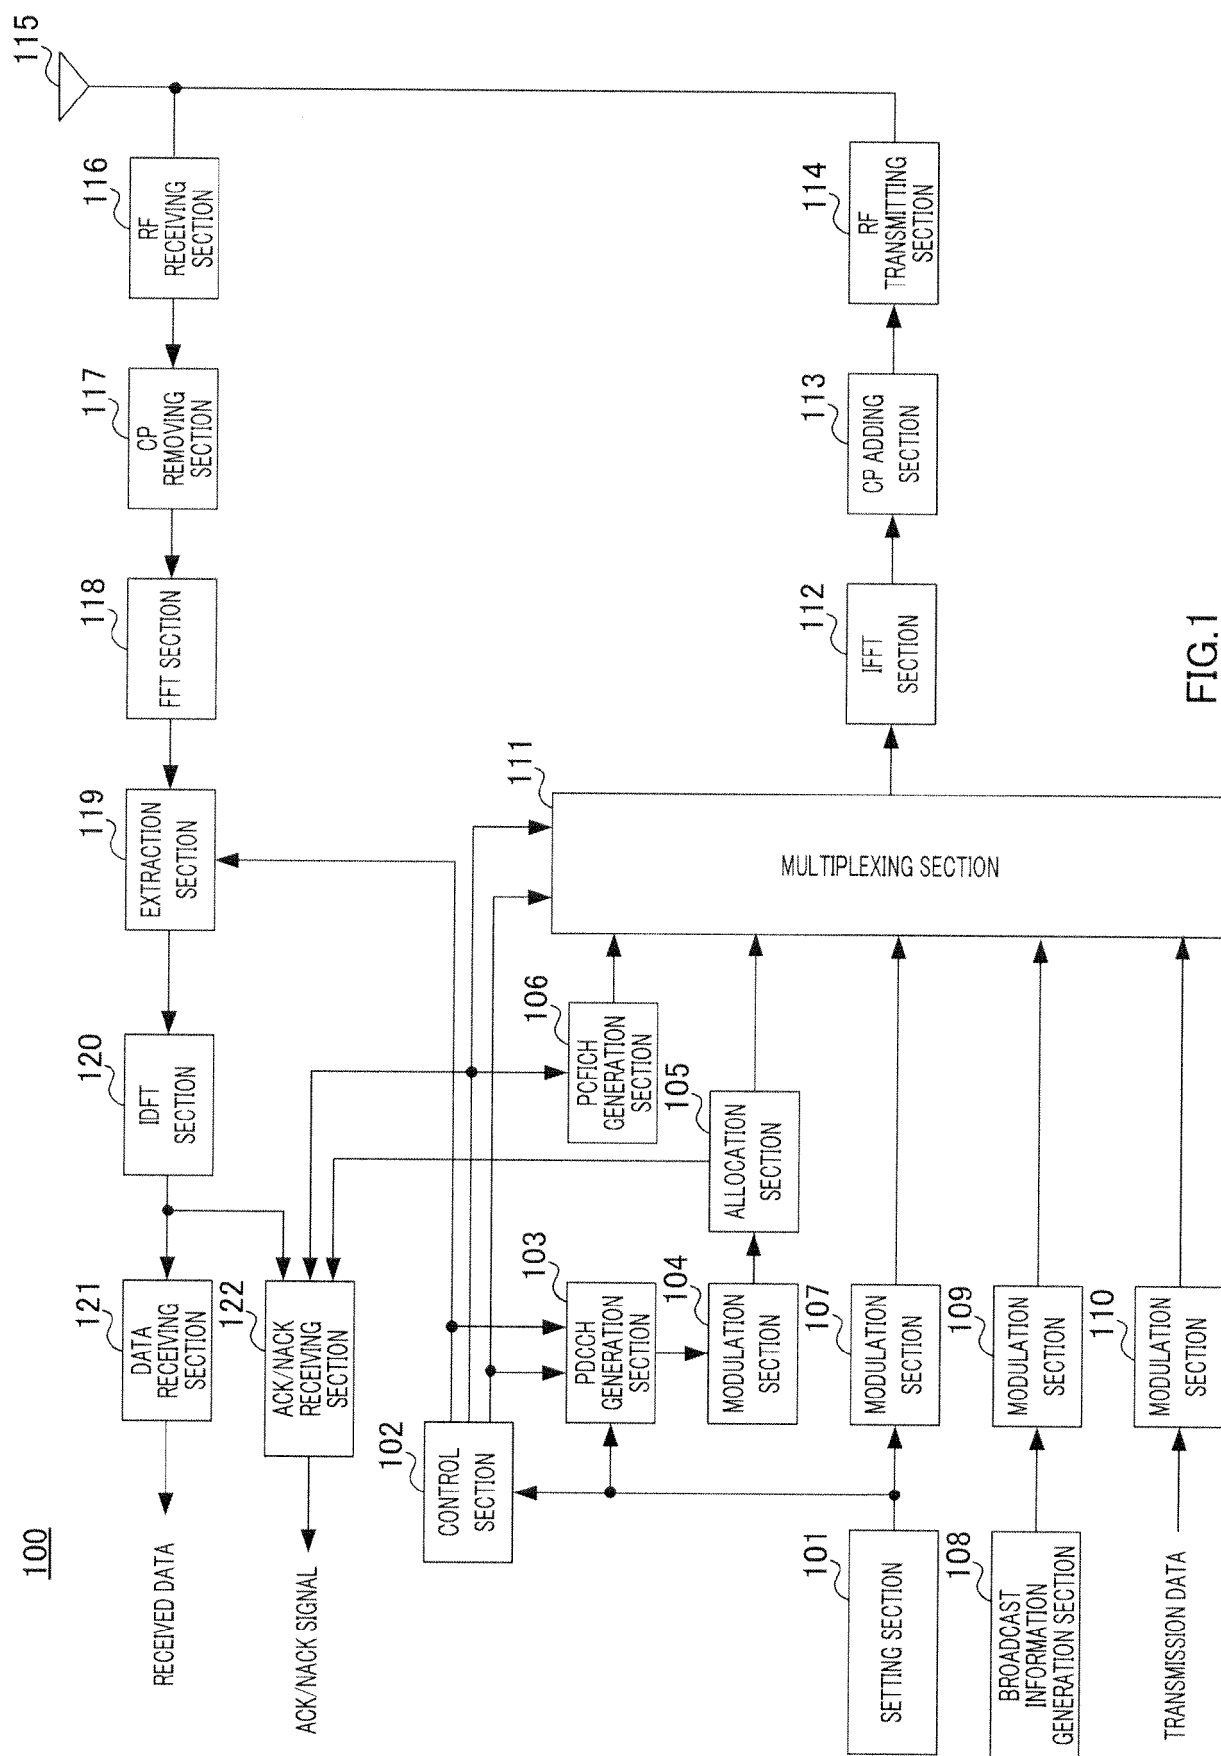 100
115
116
RF
RECEIVING
SECTION
117
CP
REMOVING
SECTION
118
FFT SECTION
119
EXTRACTION
SECTION
120
IDFT
SECTION
121
DATA
RECEIVING
SECTION
RECEIVED DATA
122
ACK/NACK
RECEIVING
SECTION
ACK/NACK SIGNAL
102
CONTROL
SECTION
103
PDCCH
GENERATION
SECTION
106
PCFICH
GENERATION
SECTION
104
MODULATION
SECTION
105
ALLOCATION
SECTION
101
SETTING SECTION
107
MODULATION
SECTION
108
BROADCAST
INFORMATION
GENERATION SECTION
109
MODULATION
SECTION
TRANSMISSION DATA
110
MODULATION
SECTION
111
MULTIPLEXING SECTION
112
IFFT
SECTION
113
CP ADDING
SECTION
114
RF
TRANSMITTING
SECTION
FIG.1